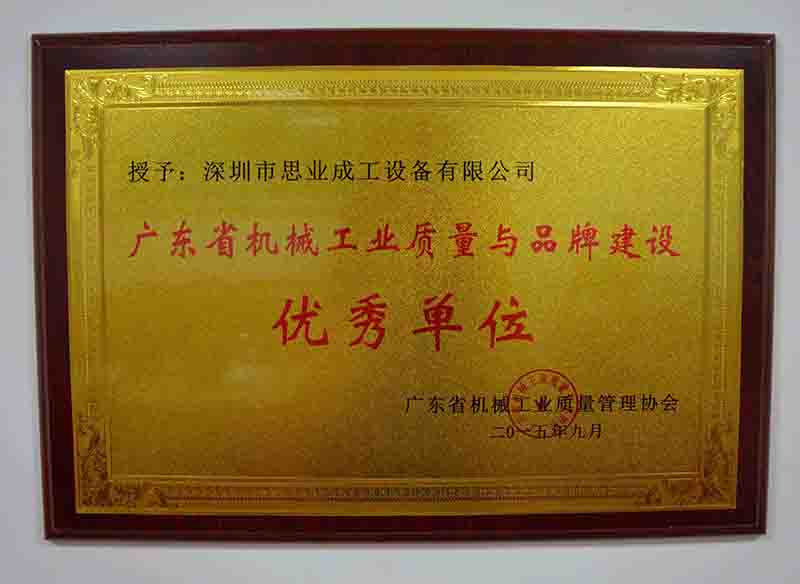 授予：深圳市思业成工设备有限公司
广东省机械工业质量与品牌建设
优秀单位
广东省机械工业质量管理协会
二0一五年九月